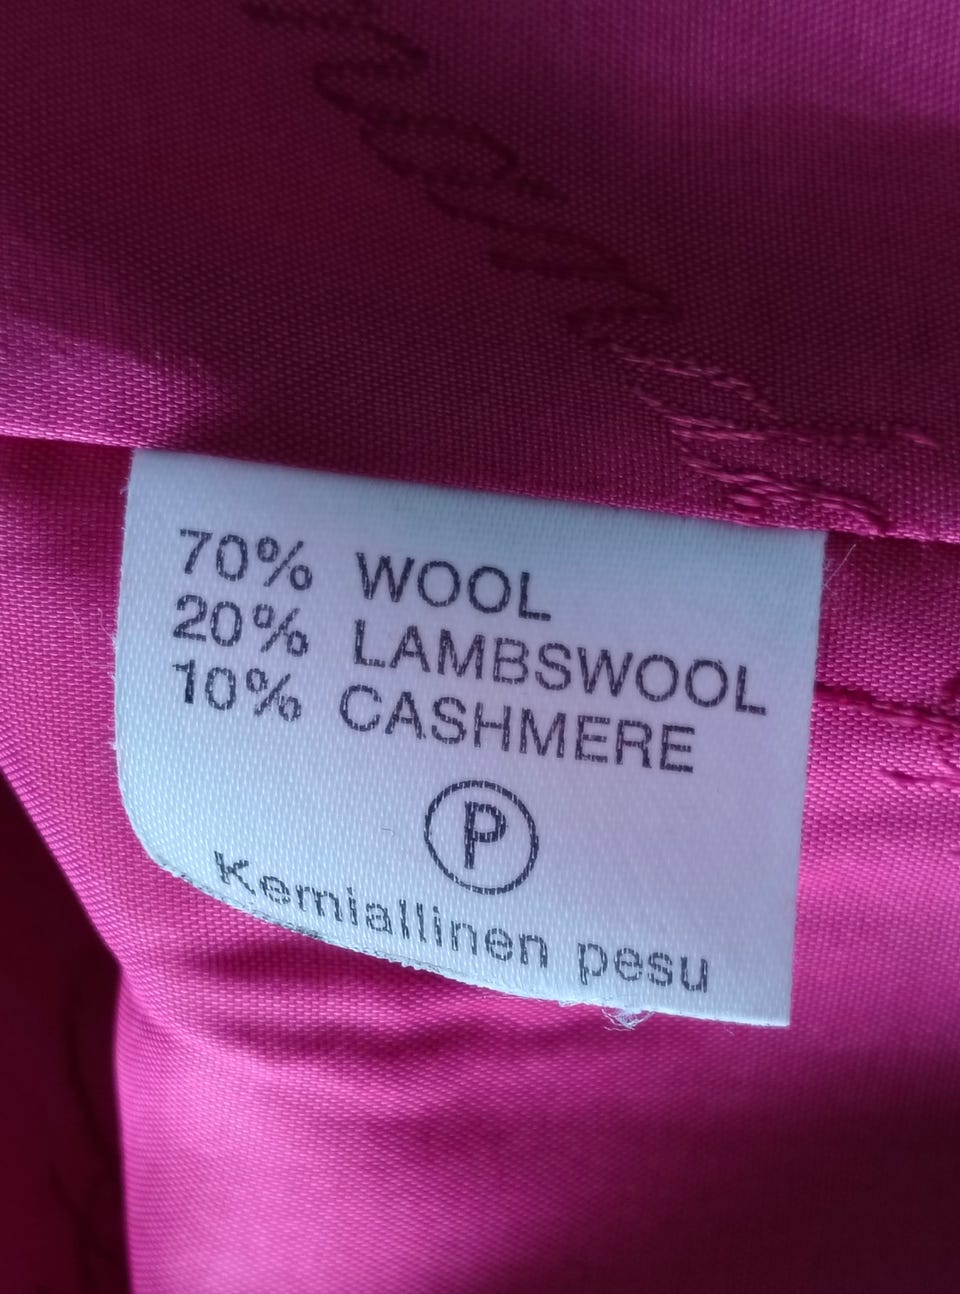 70% WOOL
20% LAMBSWOOL
10% CASHMERE
P
Kemiallinen pesu